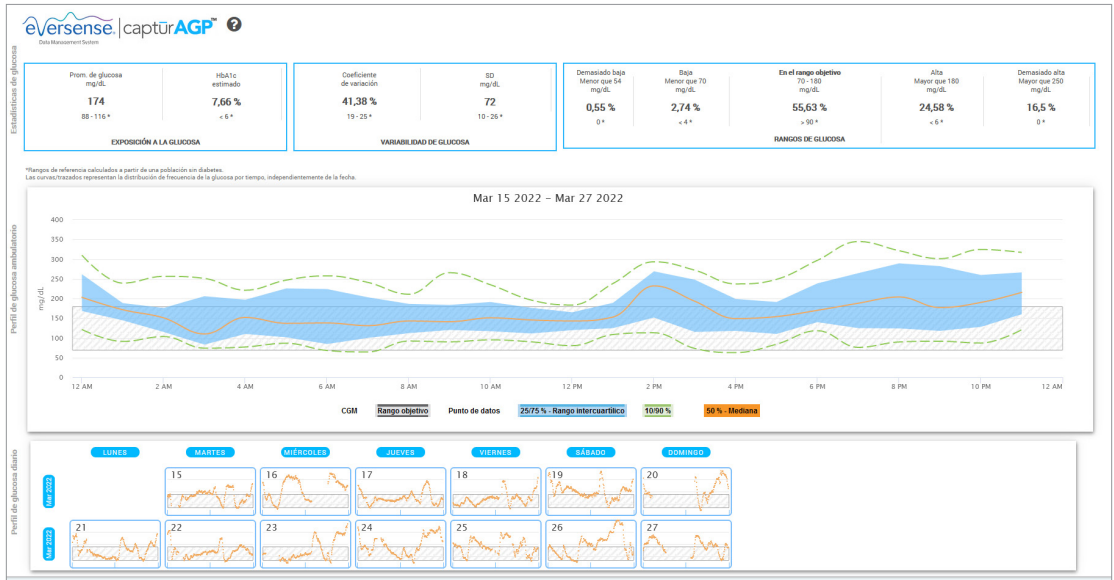 eversense. | captūrAGP™ ?
Data Management System
Estadísticas de glucosa
Prom. de glucosa
mg/dL
174
88 - 116 *
HbA1c
estimado
7,66 %
< 6 *
EXPOSICIÓN A LA GLUCOSA
Coeficiente
de variación
41,38 %
19 - 25 *
SD
mg/dL
72
10 - 26 *
VARIABILIDAD DE GLUCOSA
Demasiado baja
Menor que 54
mg/dL
0,55 %
0 *
Baja
Menor que 70
mg/dL
2,74 %
< 4 *
En el rango objetivo
70 - 180
mg/dL
55,63 %
> 90 *
Alta
Mayor que 180
mg/dL
24,58 %
< 6 *
Demasiado alta
Mayor que 250
mg/dL
16,5 %
0 *
RANGOS DE GLUCOSA
*Rangos de referencia calculados a partir de una población sin diabetes.
Las curvas/trazados representan la distribución de frecuencia de la glucosa por tiempo, independientemente de la fecha.
Perfil de glucosa ambulatorio
Mar 15 2022 - Mar 27 2022
mg/dL
400
350
300
250
200
150
100
50
0
12 AM 2 AM 4 AM 6 AM 8 AM 10 AM 12 PM 2 PM 4 PM 6 PM 8 PM 10 PM 12 AM
CGM Rango objetivo Punto de datos 25/75 % - Rango intercuartílico 10/90 % 50 % - Mediana
Perfil de glucosa diario
LUNES MARTES MIÉRCOLES JUEVES VIERNES SÁBADO DOMINGO
Mar 2022
15 16 17 18 19 20
Mar 2022
21 22 23 24 25 26 27